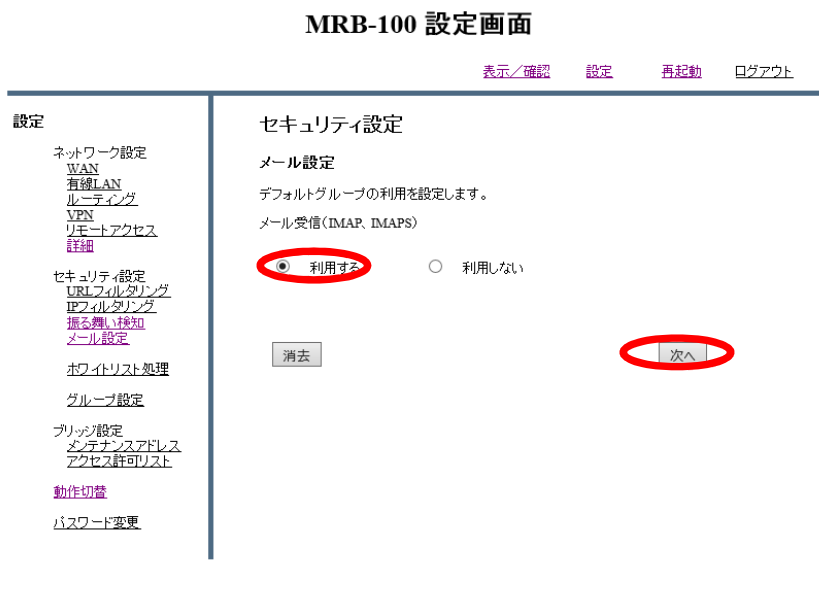 MRB-100 設定画面
表示／確認 設定 再起動 ログアウト
設定
ネットワーク設定
WAN
有線LAN
ルーティング
VPN
リモートアクセス
詳細
セキュリティ設定
URLフィルタリング
IPフィルタリング
振る舞い検知
メール設定
ホワイトリスト処理
グループ設定
ブリッジ設定
メンテナンスアドレス
アクセス許可リスト
動作切替
パスワード変更
セキュリティ設定
メール設定
デフォルトグループの利用を設定します。
メール受信（IMAP、IMAPS）
利用する 利用しない
消去 次へ